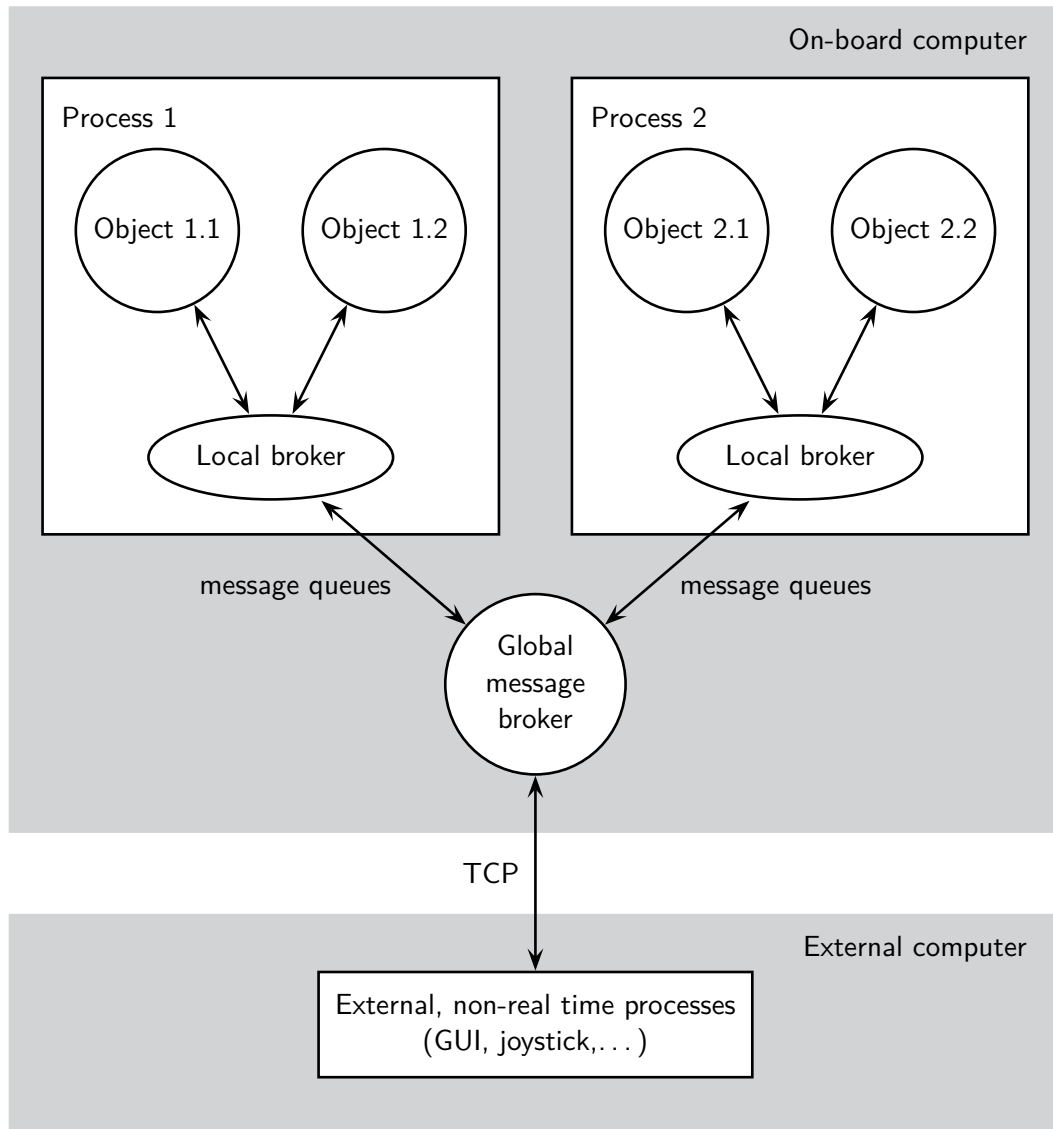 On-board computer
Process 1
Process 2
Object 1.1
Object 1.2
Object 2.1
Object 2.2
Local broker
Local broker
message queues
message queues
Global
message
broker
TCP
External computer
External, non-real time processes
(GUI, joystick,. . . )